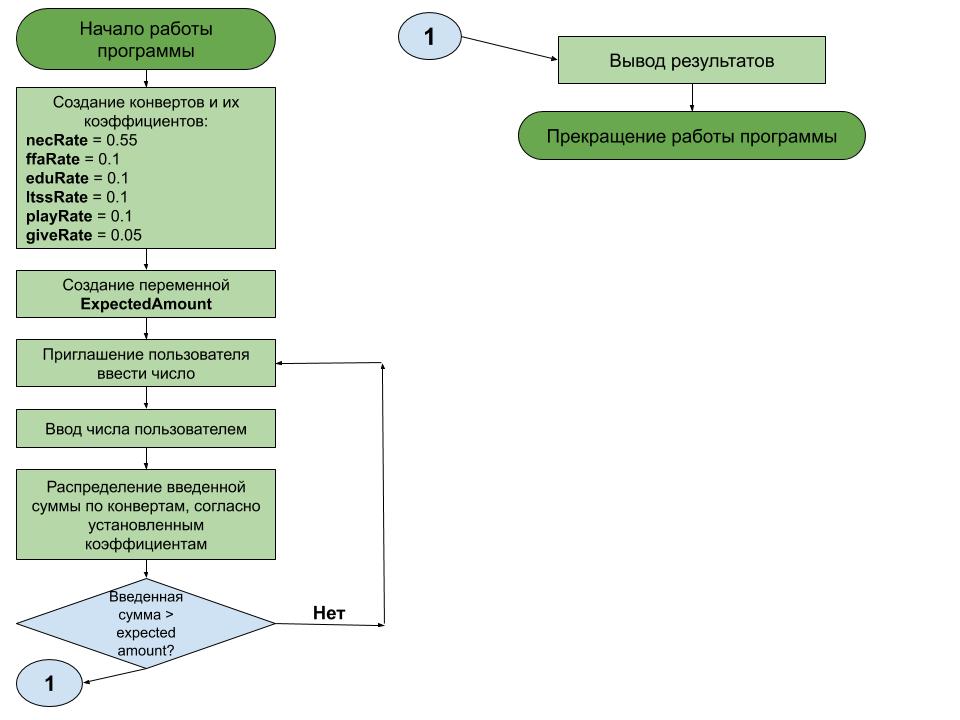 Начало работы
программы
Создание конвертов и их
коэффициентов:
necRate = 0.55
ffaRate = 0.1
eduRate = 0.1
ltssRate = 0.1
playRate = 0.1
giveRate = 0.05
Создание переменной
ExpectedAmount
Приглашение пользователя
ввести число
Ввод числа пользователем
Распределение введенной
суммы по конвертам, согласно
установленным
коэффициентам
Введенная
сумма >
expected
amount?
Нет
1
1
Вывод результатов
Прекращение работы программы